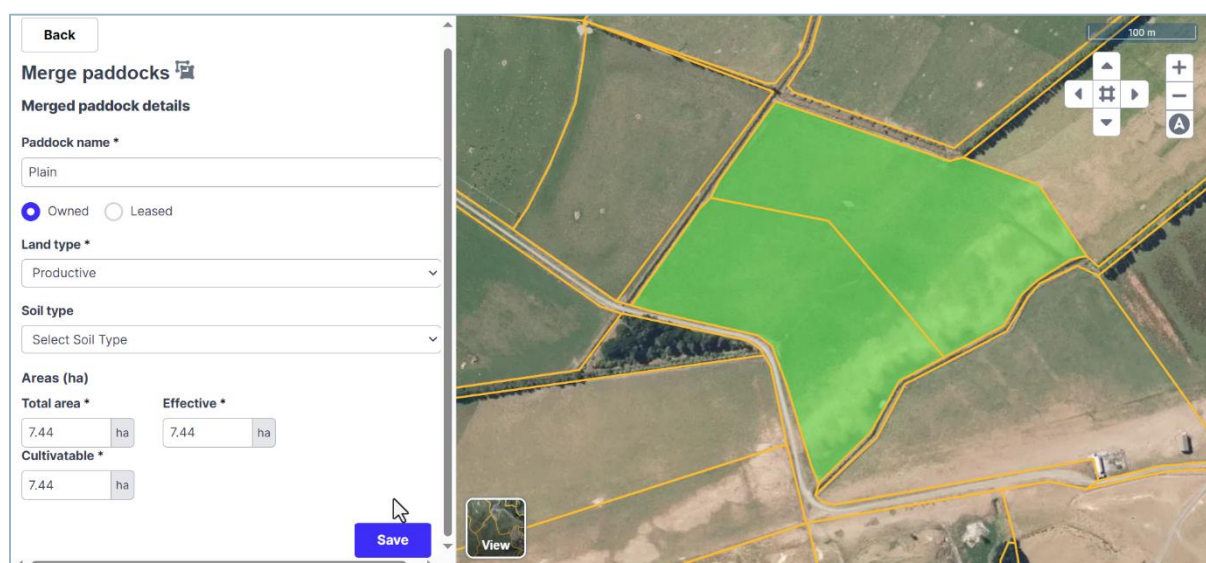 Back
Merge paddocks
Merged paddock details
Paddock name *
Plain
Owned Leased
Land type *
Productive
Soil type
Select Soil Type
Areas (ha)
Total area * Effective *
7.44 ha 7.44 ha
Cultivatable *
7.44 ha
Save
100 m
A
View